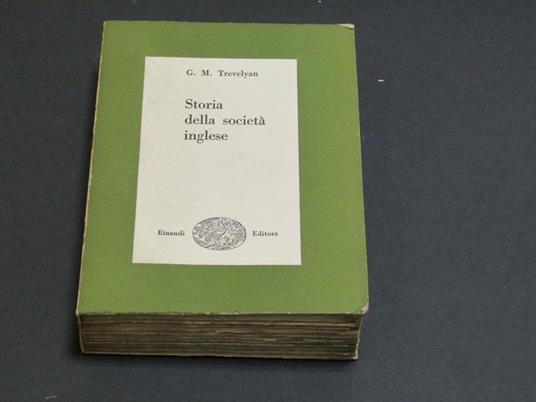 G. M. Trevelyan
Storia
della società
inglese
Einaudi Editore